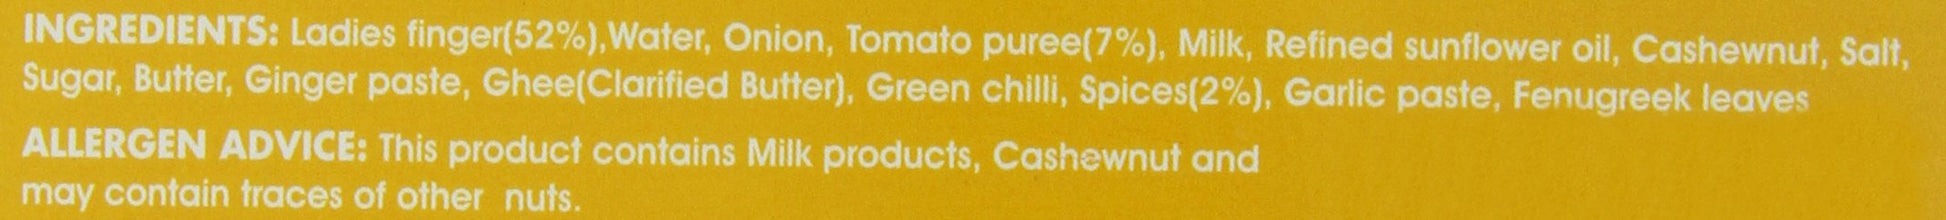 INGREDIENTS: Ladies finger(52%),Water, Onion, Tomato puree(7%), Milk, Refined sunflower oil, Cashewnut, Salt,
Sugar, Butter, Ginger paste, Ghee(Clarified Butter), Green chilli, Spices(2%), Garlic paste, Fenugreek leaves
ALLERGEN ADVICE: This product contains Milk products, Cashewnut and
may contain traces of other nuts.